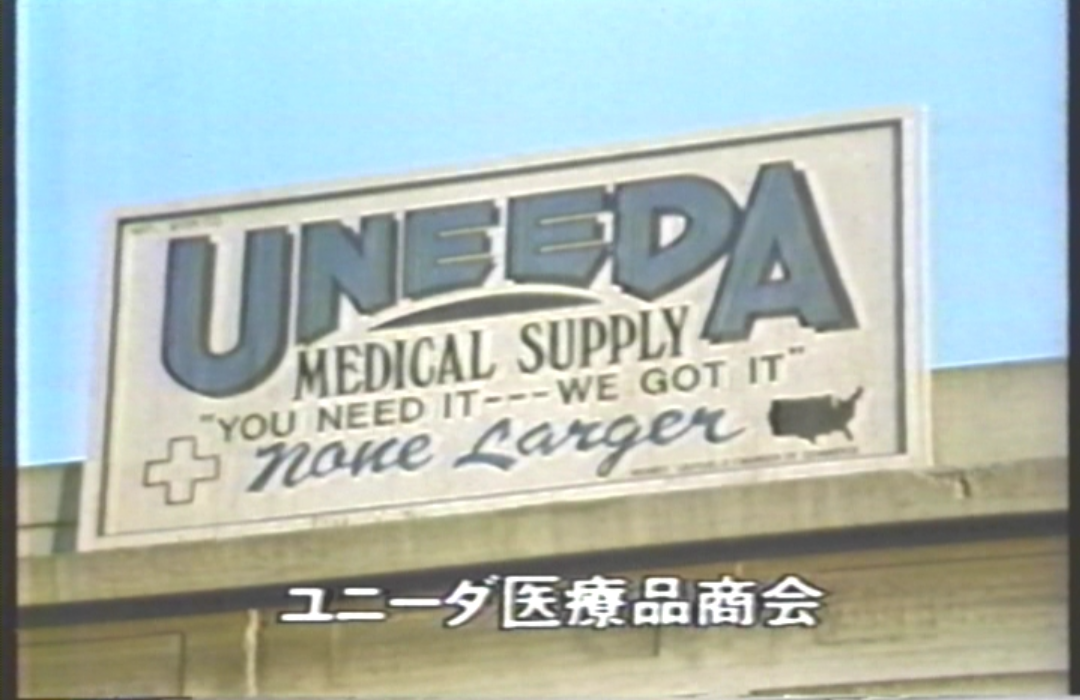 UNEEDA
MEDICAL SUPPLY
"YOU NEED IT---WE GOT IT"
None Larger
ユニーダ医療品商会